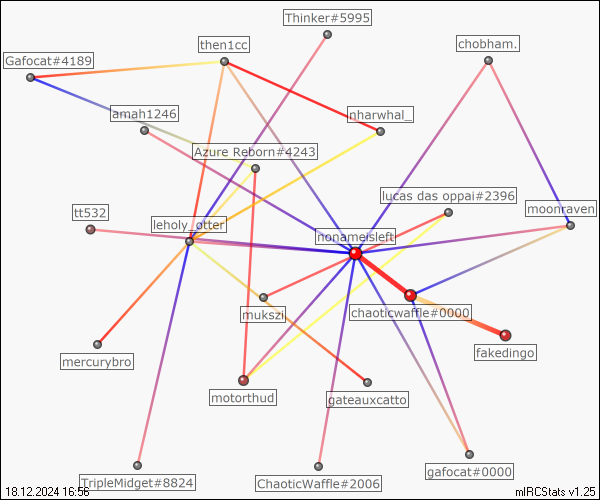 Thinker#5995
then1cc
chobham.
Gafocat#4189
amah1246
nharwhal_
Azure Reborn#4243
lucas das oppai#2396
tt532
moonraven
leholy_otter
nonameisleft
mukszi
chaoticwaffle#0000
fakedingo
mercurybro
motorthud
gateauxcatto
gafocat#0000
TripleMidget#8824
ChaoticWaffle#2006
18.12.2024 16:56
mIRCStats v1.25